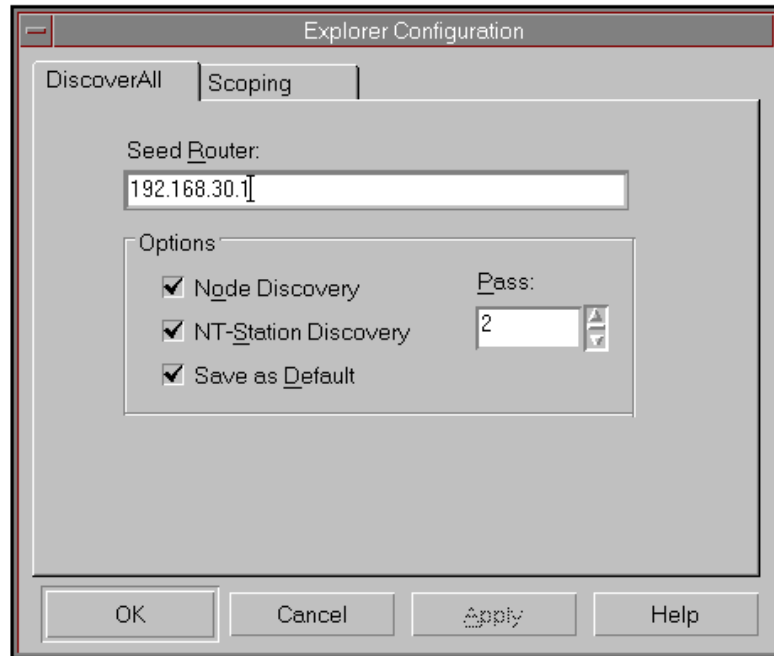 Explorer Configuration
DiscoverAll
Scoping
Seed Router:
192.168.30.1
Options
Node Discovery
Pass:
NT-Station Discovery
2
Save as Default
OK
Cancel
Apply
Help